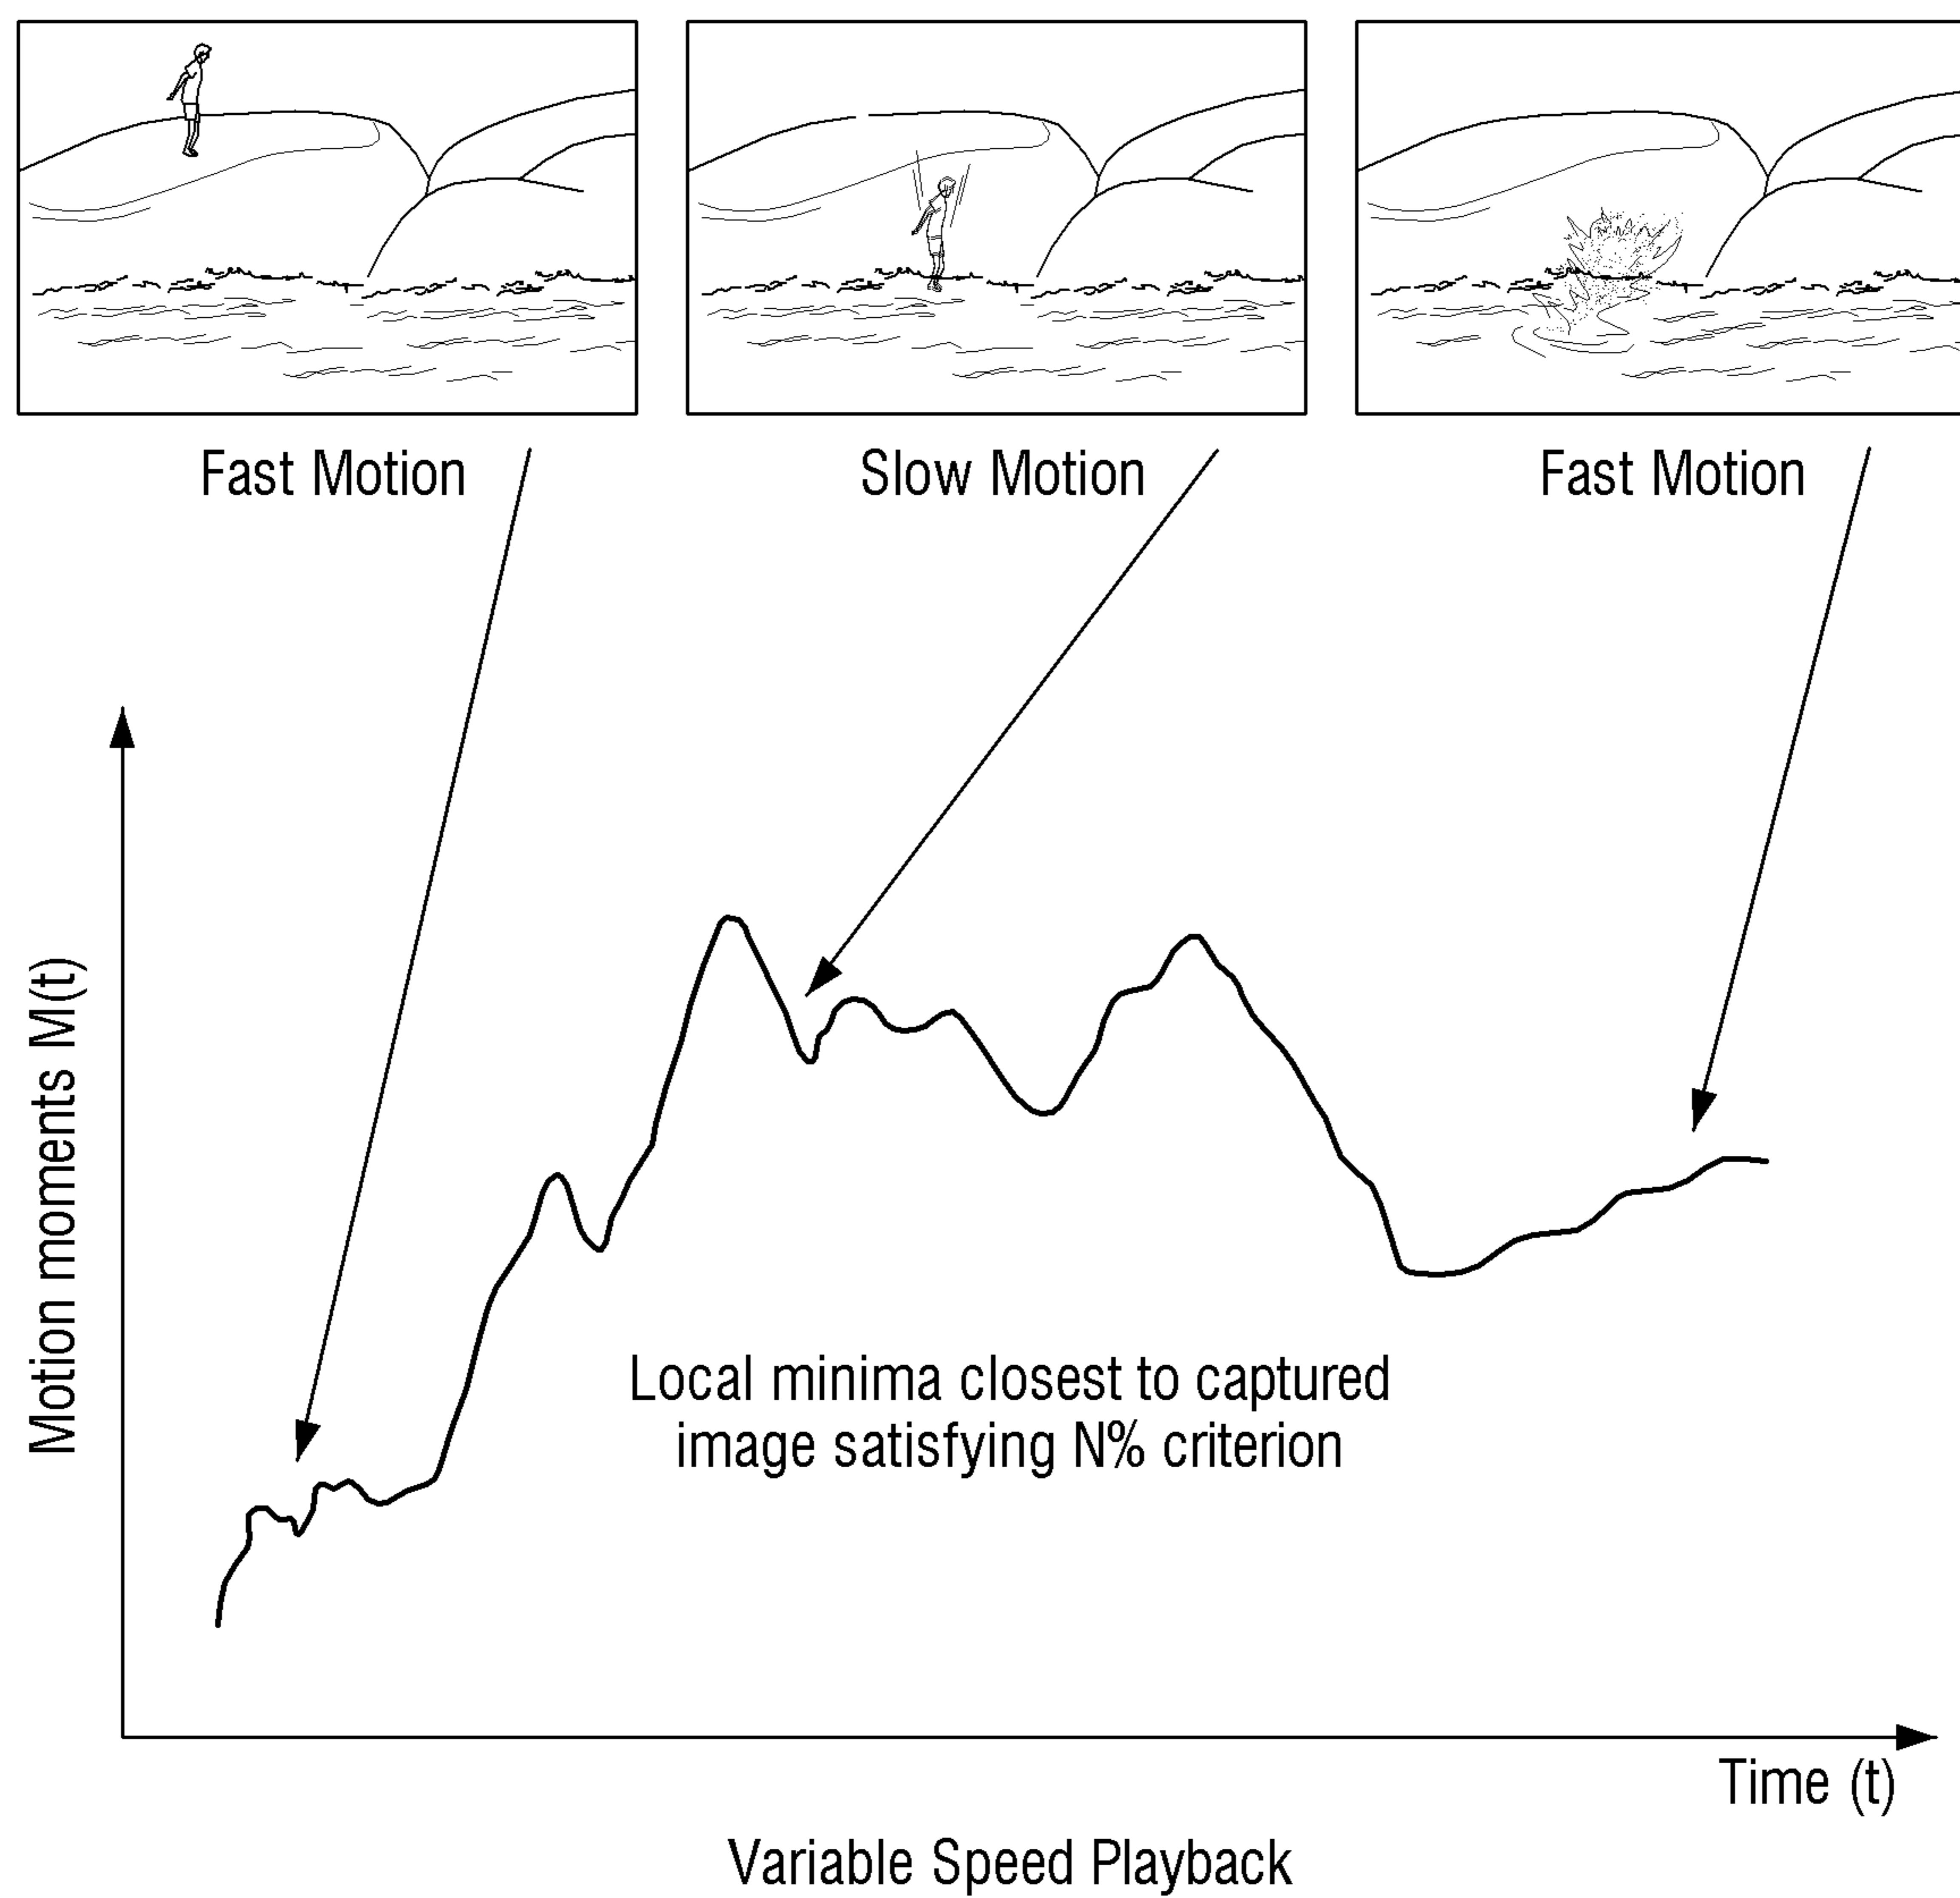 Fast Motion
Slow Motion
Fast Motion
Motion moments M(t)
Local minima closest to captured
image satisfying N% criterion
Time (t)
Variable Speed Playback